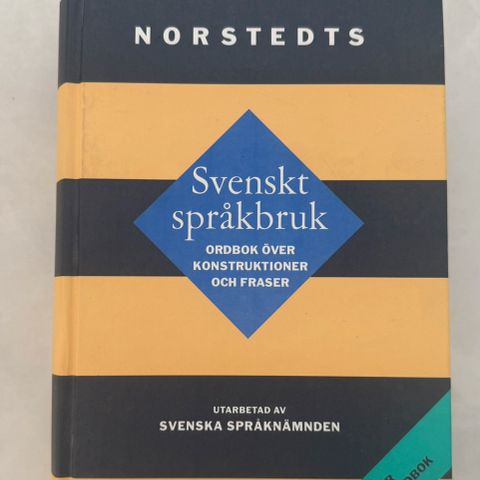 NORSTEDTS
Svenskt
språkbruk
ORDBOK ÖVER
KONSTRUKTIONER
OCH FRASER
UTARBETAD AV
SVENSKA SPRÅKNÄMNDEN